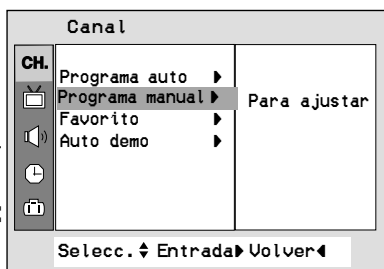 Canal
CH.
Programa auto ▶
Programa manual ▶
Para ajustar
Favorito ▶
Auto demo ▶
Selecc. ▲▼ Entrada▶ Volver◀